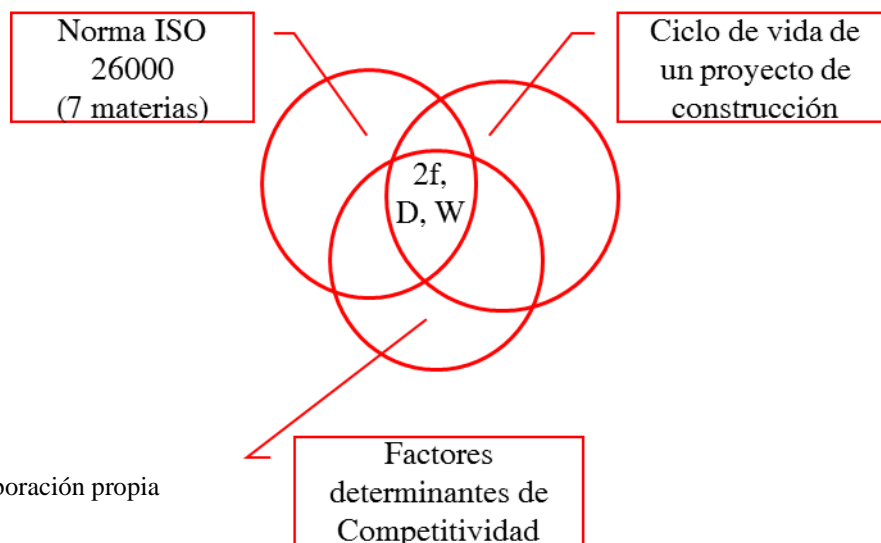 Norma ISO
26000
(7 materias)
Ciclo de vida de
un proyecto de
construcción
2f,
D, W
Factores
determinantes de
Competitividad
propia